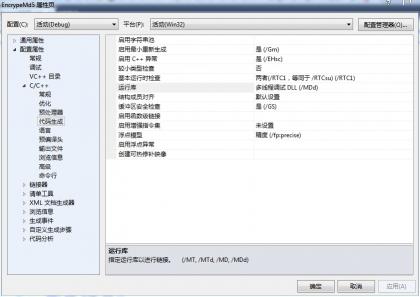 EncrypeMd5 属性页
配置(C): 活动(Debug) 平台(P): 活动(Win32) 配置管理器(O)...
通用属性
配置属性
常规
调试
VC++ 目录
C/C++
常规
优化
预处理器
代码生成
语言
预编译头
输出文件
浏览信息
高级
命令行
链接器
清单工具
XML 文档生成器
浏览信息
生成事件
自定义生成步骤
代码分析
启用字符串池
启用最小重新生成 是 (/Gm)
启用 C++ 异常 是 (/EHsc)
较小类型检查 否
基本运行时检查 两者(/RTC1，等同于 /RTCsu) (/RTC1)
运行库 多线程调试 DLL (/MDd)
结构成员对齐 默认设置
缓冲区安全检查 是 (/GS)
启用函数级链接
启用增强指令集 未设置
浮点模型 精度 (/fp:precise)
启用浮点异常
创建可热修补映像
运行库
指定运行库以进行链接。 (/MT, /MTd, /MD, /MDd)
确定 取消 应用(A)